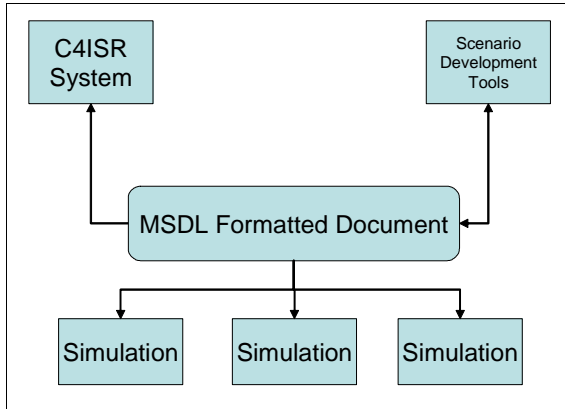 C4ISR
System
Scenario
Development
Tools
MSDL Formatted Document
Simulation
Simulation
Simulation